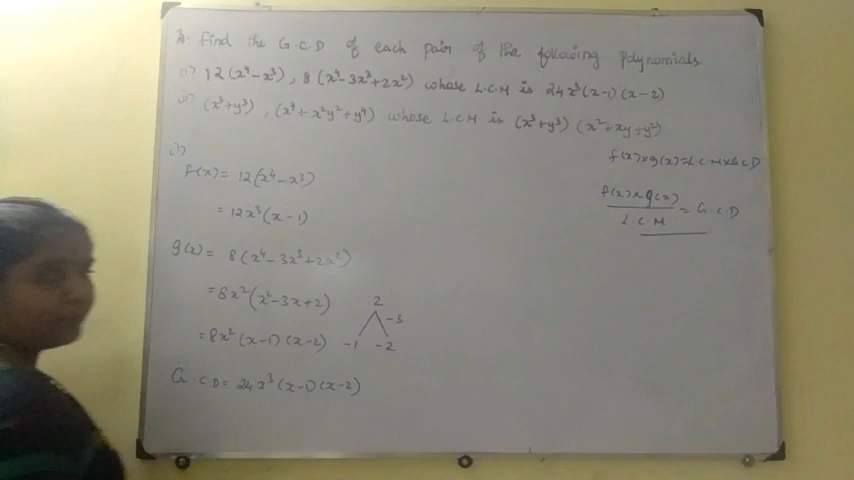 3. Find the G.C.D of each pair of the following Polynomials.
(i) 12(x⁴-x³), 8(x⁴-3x³+2x²) whose L.C.M is 24x³(x-1)(x-2)
(ii) (x³+y³), (x⁴+x²y²+y⁴) whose L.C.M is (x³+y³)(x²+xy+y²)
(i)
f(x) = 12(x⁴-x³)
= 12x³(x-1)
g(x) = 8(x⁴-3x³+2x²)
= 8x²(x²-3x+2)
= 8x²(x-1)(x-2)
2
-3
-1 -2
G.C.D = 24x³(x-1)(x-2)
f(x)×g(x)=L.C.M×G.C.D
f(x)×g(x)
L.C.M
= G.C.D